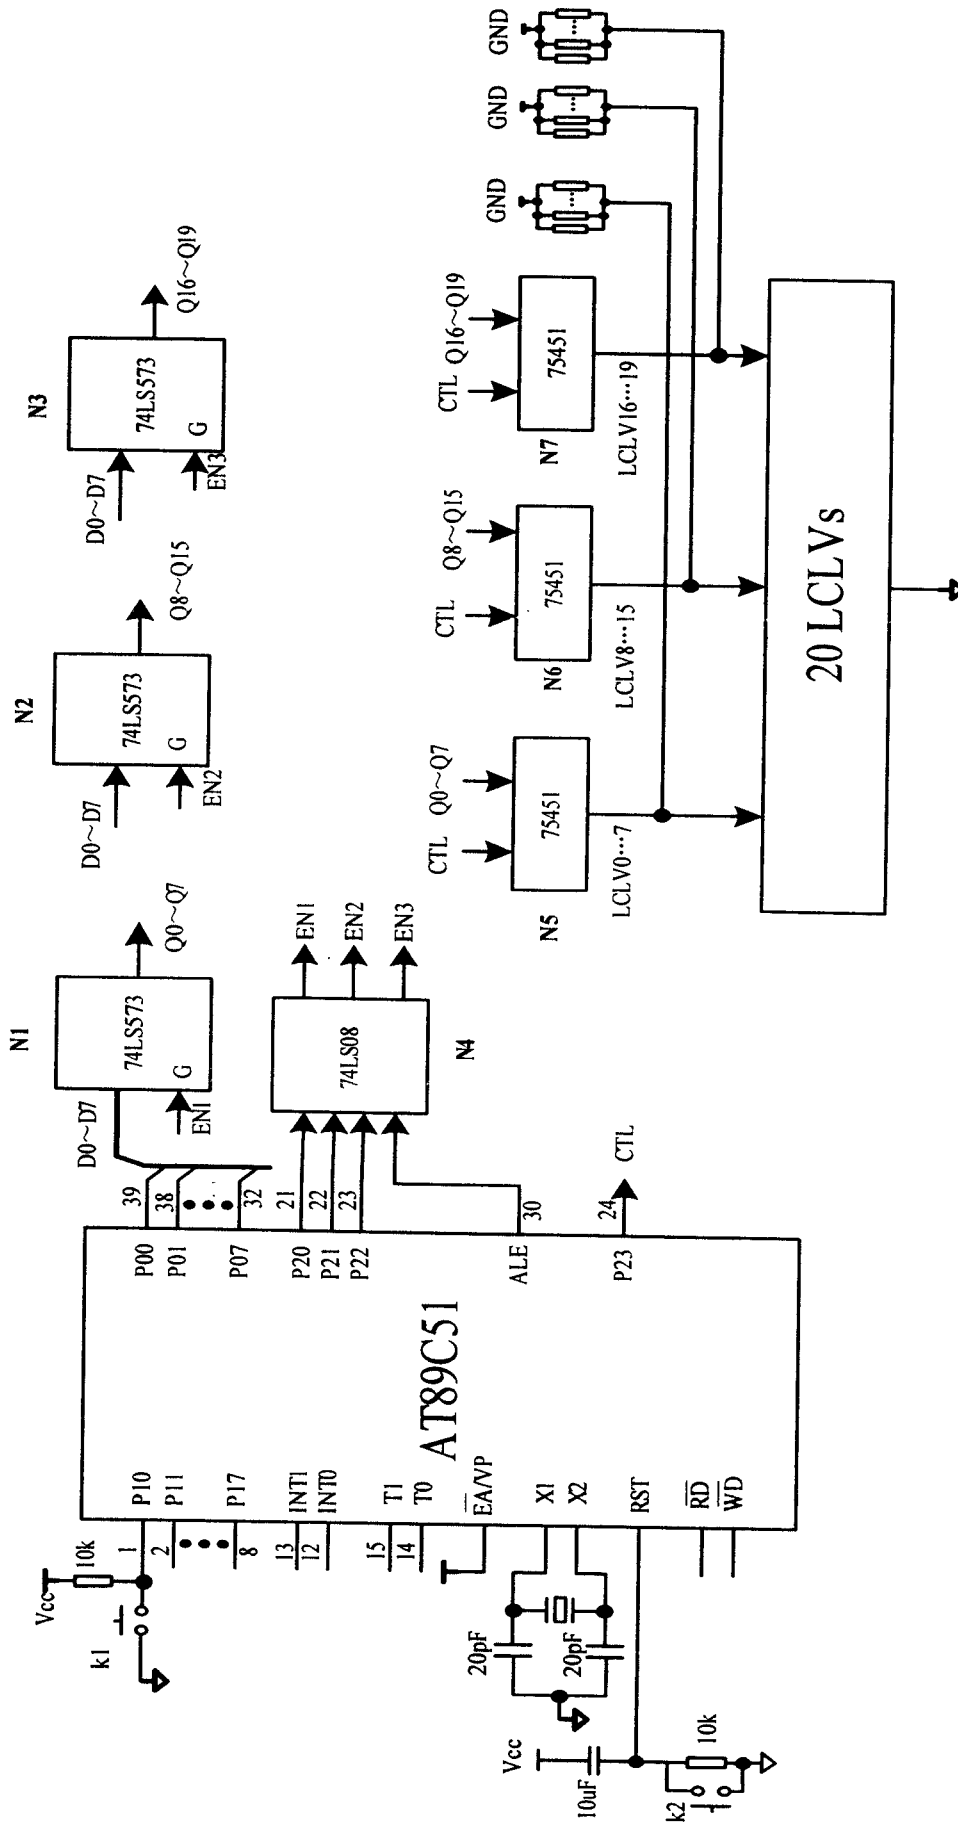 N1
N2
N3
D0~D7
74LS573
G
EN1
Q0~Q7
D0~D7
74LS573
G
EN2
Q8~Q15
D0~D7
74LS573
G
EN3
Q16~Q19
Vcc
10k
k1
1
P10
2
P11
8
P17
13
INT1
12
INT0
15
T1
14
T0
EA/VP
X1
X2
20pF
20pF
RST
RD
WD
Vcc
10uF
10k
k2
AT89C51
P00
39
P01
38
P07
32
P20
21
P21
22
P22
23
ALE
30
P23
24
CTL
74LS08
N4
EN1
EN2
EN3
CTL
Q0~Q7
75451
N5
LCLV0…7
CTL
Q8~Q15
75451
N6
LCLV8…15
CTL
Q16~Q19
75451
N7
LCLV16…19
GND
GND
GND
20 LCLVs